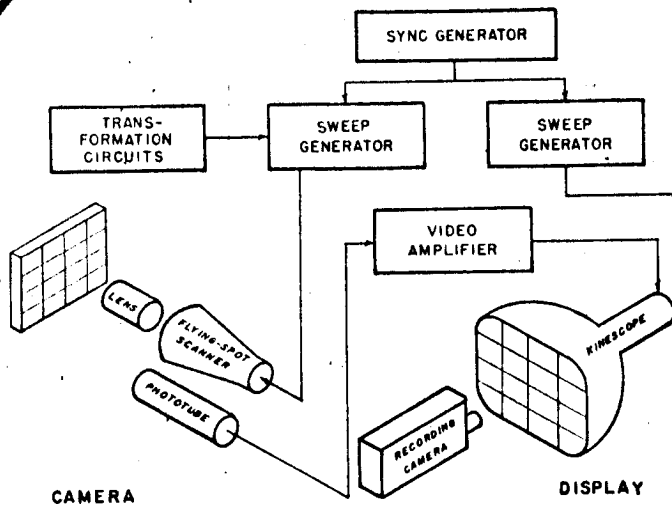 SYNC GENERATOR
TRANS-
FORMATION
CIRCUITS
SWEEP
GENERATOR
SWEEP
GENERATOR
VIDEO
AMPLIFIER
LENS
FLYING-SPOT
SCANNER
KINESCOPE
PHOTOTUBE
RECORDING
CAMERA
CAMERA
DISPLAY